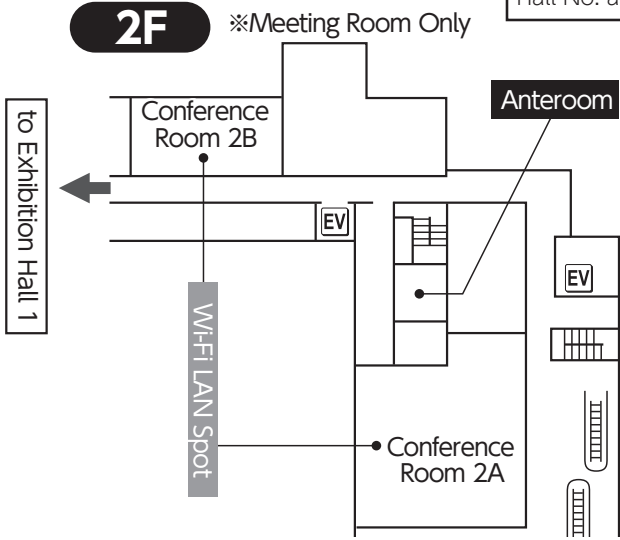 Hall No. a
2F
※Meeting Room Only
Anteroom
Conference
Room 2B
to Exhibition Hall 1
EV
EV
Wi-Fi LAN Spot
Conference
Room 2A